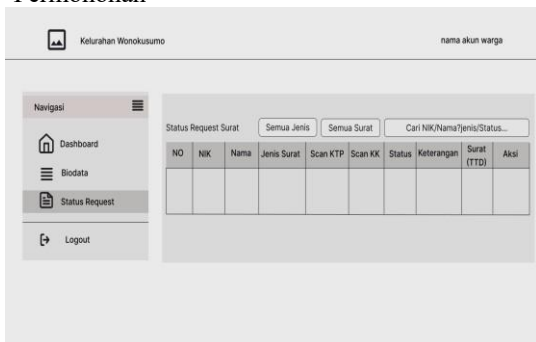 Permohonan
Kelurahan Wonokusumo
nama akun warga
Navigasi
Dashboard
Biodata
Status Request
Logout
Status Request Surat
Semua Jenis
Semua Surat
Cari NIK/Nama?jenis/Status...
NO NIK Nama Jenis Surat Scan KTP Scan KK Status Keterangan Surat (TTD) Aksi